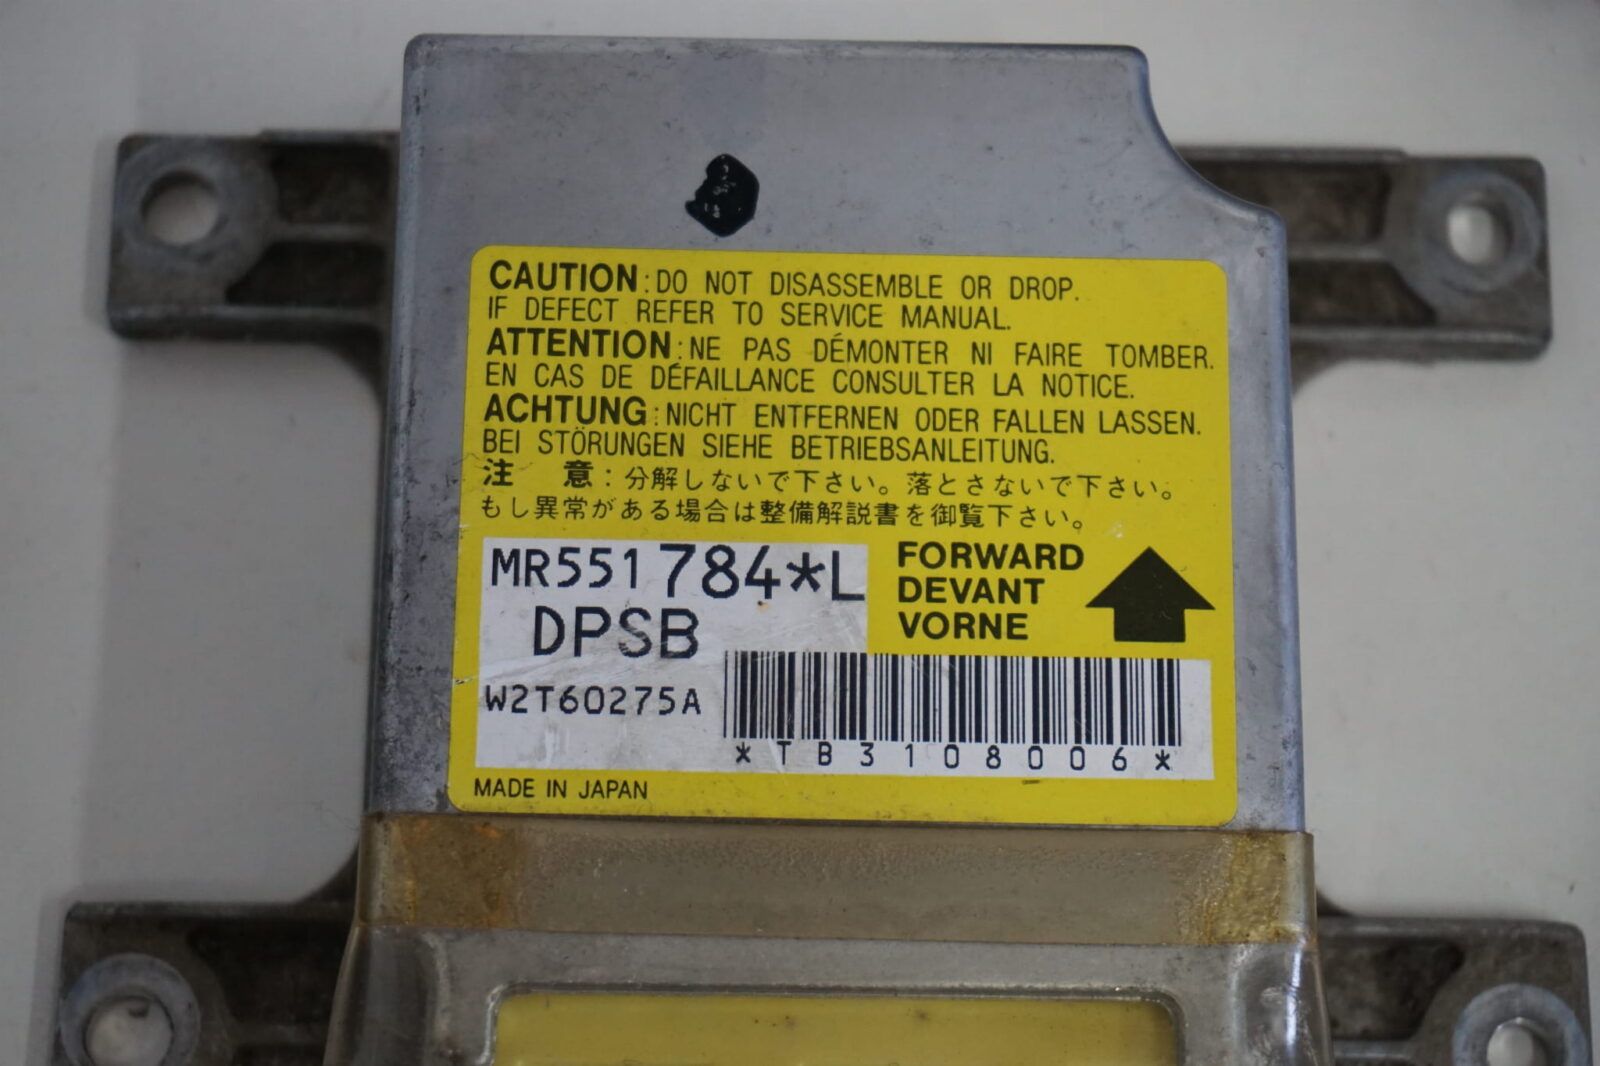 CAUTION:DO NOT DISASSEMBLE OR DROP.
IF DEFECT REFER TO SERVICE MANUAL.
ATTENTION:NE PAS DÉMONTER NI FAIRE TOMBER.
EN CAS DE DÉFAILLANCE CONSULTER LA NOTICE.
ACHTUNG:NICHT ENTFERNEN ODER FALLEN LASSEN.
BEI STÖRUNGEN SIEHE BETRIEBSANLEITUNG.
注 意:分解しないで下さい。落とさないで下さい。
もし異常がある場合は整備解説書を御覧下さい。
MR551784*L
DPSB
W2T60275A
FORWARD
DEVANT
VORNE
*TB3108006*
MADE IN JAPAN